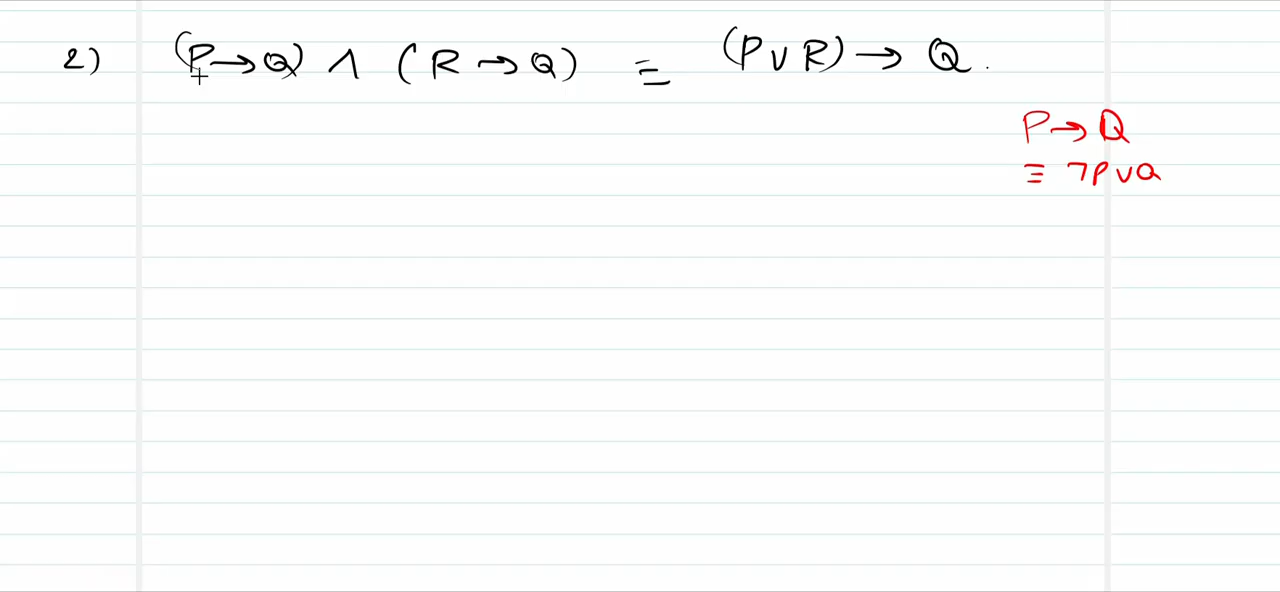 2) (P → Q) ∧ (R → Q) ≡ (P ∨ R) → Q.
P → Q
≡ ¬P ∨ Q